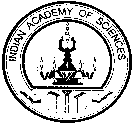 INDIAN ACADEMY OF SCIENCES